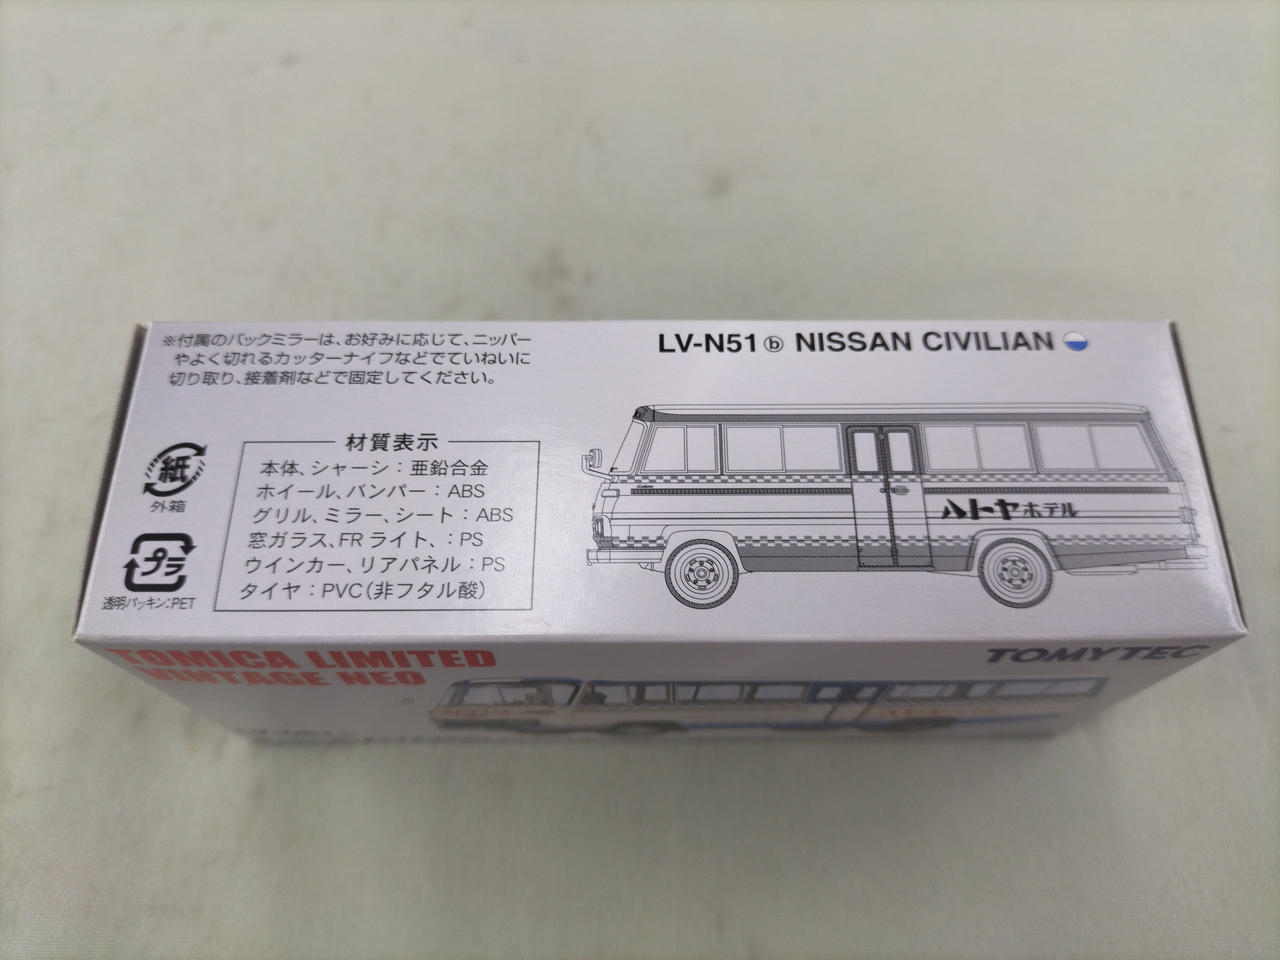 ※付属のバックミラーは、お好みに応じて、ニッパー
やよく切れるカッターナイフなどでていねいに
切り取り、接着剤などで固定してください。
LV-N51 ⓑ NISSAN CIVILIAN
材質表示
本体、シャーシ：亜鉛合金
ホイール、バンパー：ABS
グリル、ミラー、シート：ABS
窓ガラス、FRライト、：PS
ウインカー、リアパネル：PS
タイヤ：PVC（非フタル酸）
紙
外箱
プラ
透明パッキン：PET
ハトヤホテル
TOMICA LIMITED
VINTAGE NEO
TOMYTEC